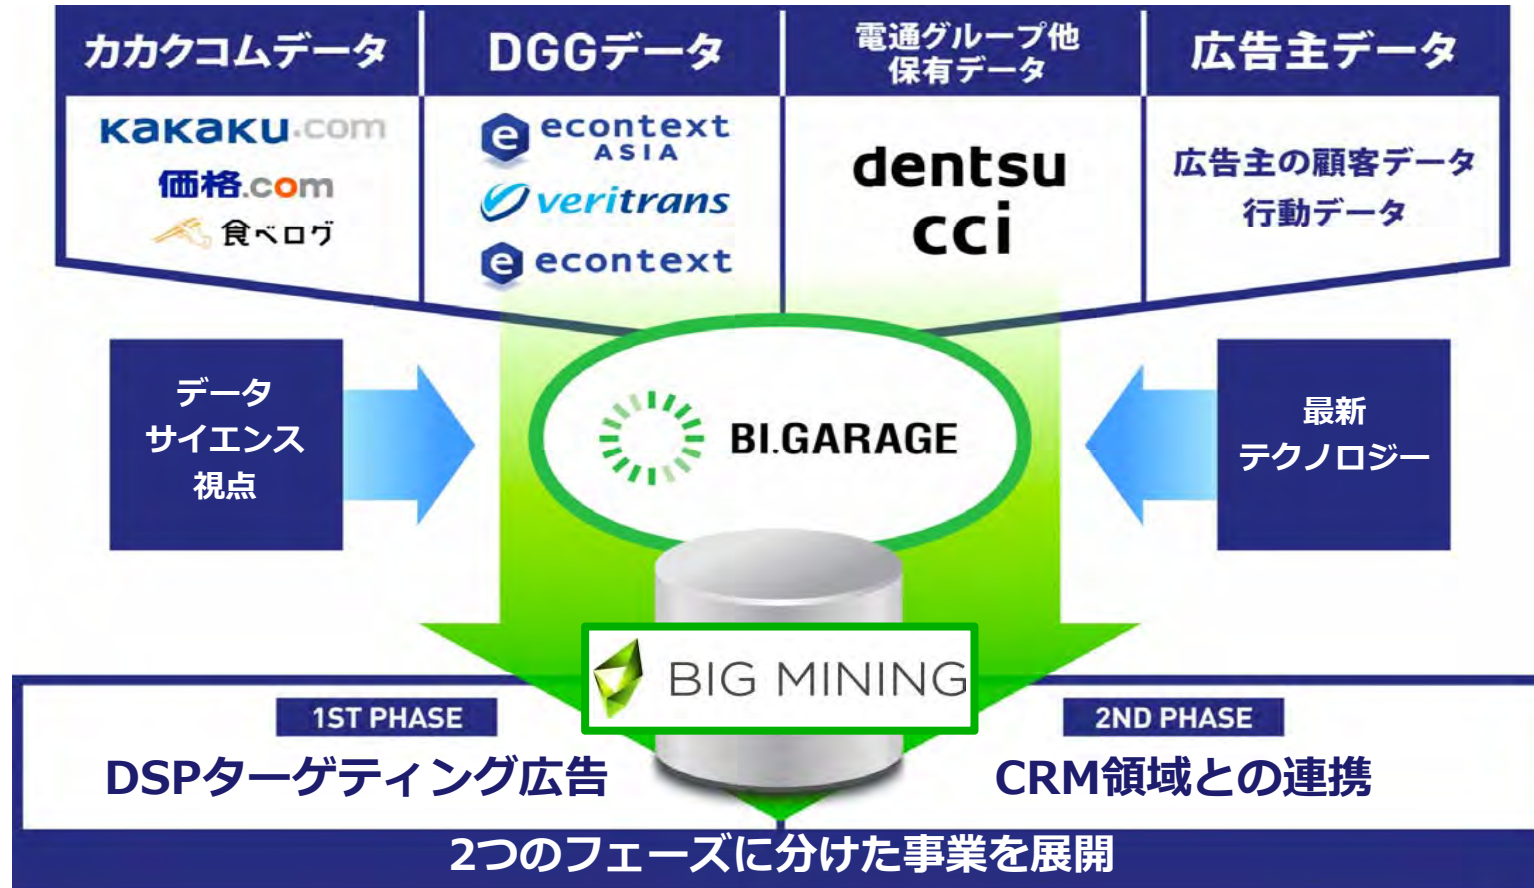 カカクコムデータ
DGGデータ
電通グループ他
保有データ
広告主データ
kakaku.com
価格.com
食べログ
econtext
ASIA
veritrans
econtext
dentsu
cci
広告主の顧客データ
行動データ
データ
サイエンス
視点
BI.GARAGE
最新
テクノロジー
BIG MINING
1ST PHASE
DSPターゲティング広告
2ND PHASE
CRM領域との連携
2つのフェーズに分けた事業を展開